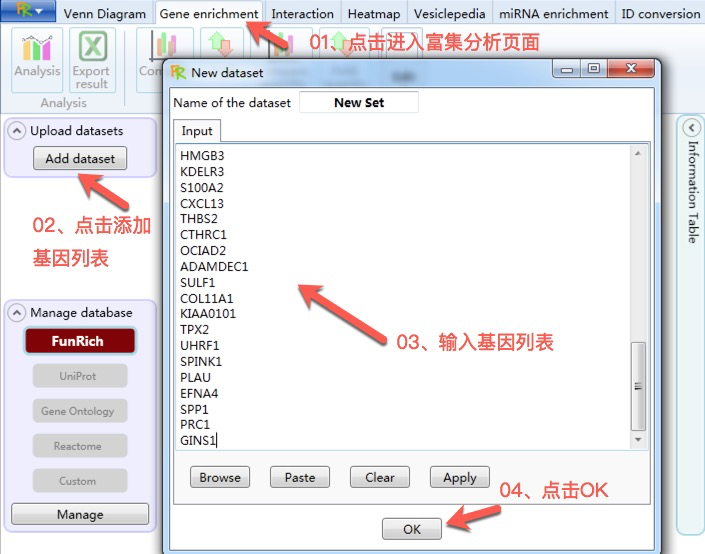 Venn Diagram Gene enrichment Interaction Heatmap Vesiclepedia miRNA enrichment ID conversion
01、点击进入富集分析页面
Analysis Export result
Analysis
New dataset
Name of the dataset New Set
Input
Upload datasets
Add dataset
02、点击添加
基因列表
HMGB3
KDELR3
S100A2
CXCL13
THBS2
CTHRC1
OCIAD2
ADAMDEC1
SULF1
COL11A1
KIAA0101
TPX2
UHRF1
SPINK1
PLAU
EFNA4
SPP1
PRC1
GINS1
03、输入基因列表
Manage database
FunRich
UniProt
Gene Ontology
Reactome
Custom
Manage
Browse Paste Clear Apply
04、点击OK
OK
Information Table